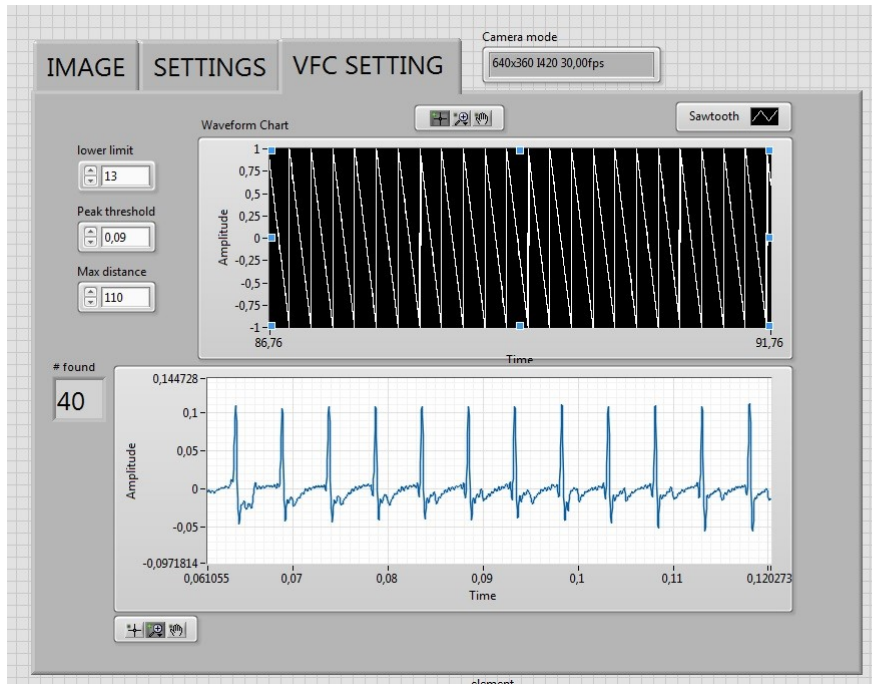 Camera mode
640x360 I420 30,00fps
IMAGE
SETTINGS
VFC SETTING
Waveform Chart
Sawtooth
lower limit
13
Peak threshold
0,09
Max distance
110
Amplitude
1
0,75
0,5
0,25
0
-0,25
-0,5
-0,75
-1
86,76
91,76
Time
# found
40
Amplitude
0,144728
0,1
0,05
0
-0,05
-0,0971814
0,061055
0,07
0,08
0,09
0,1
0,11
0,120273
Time
element